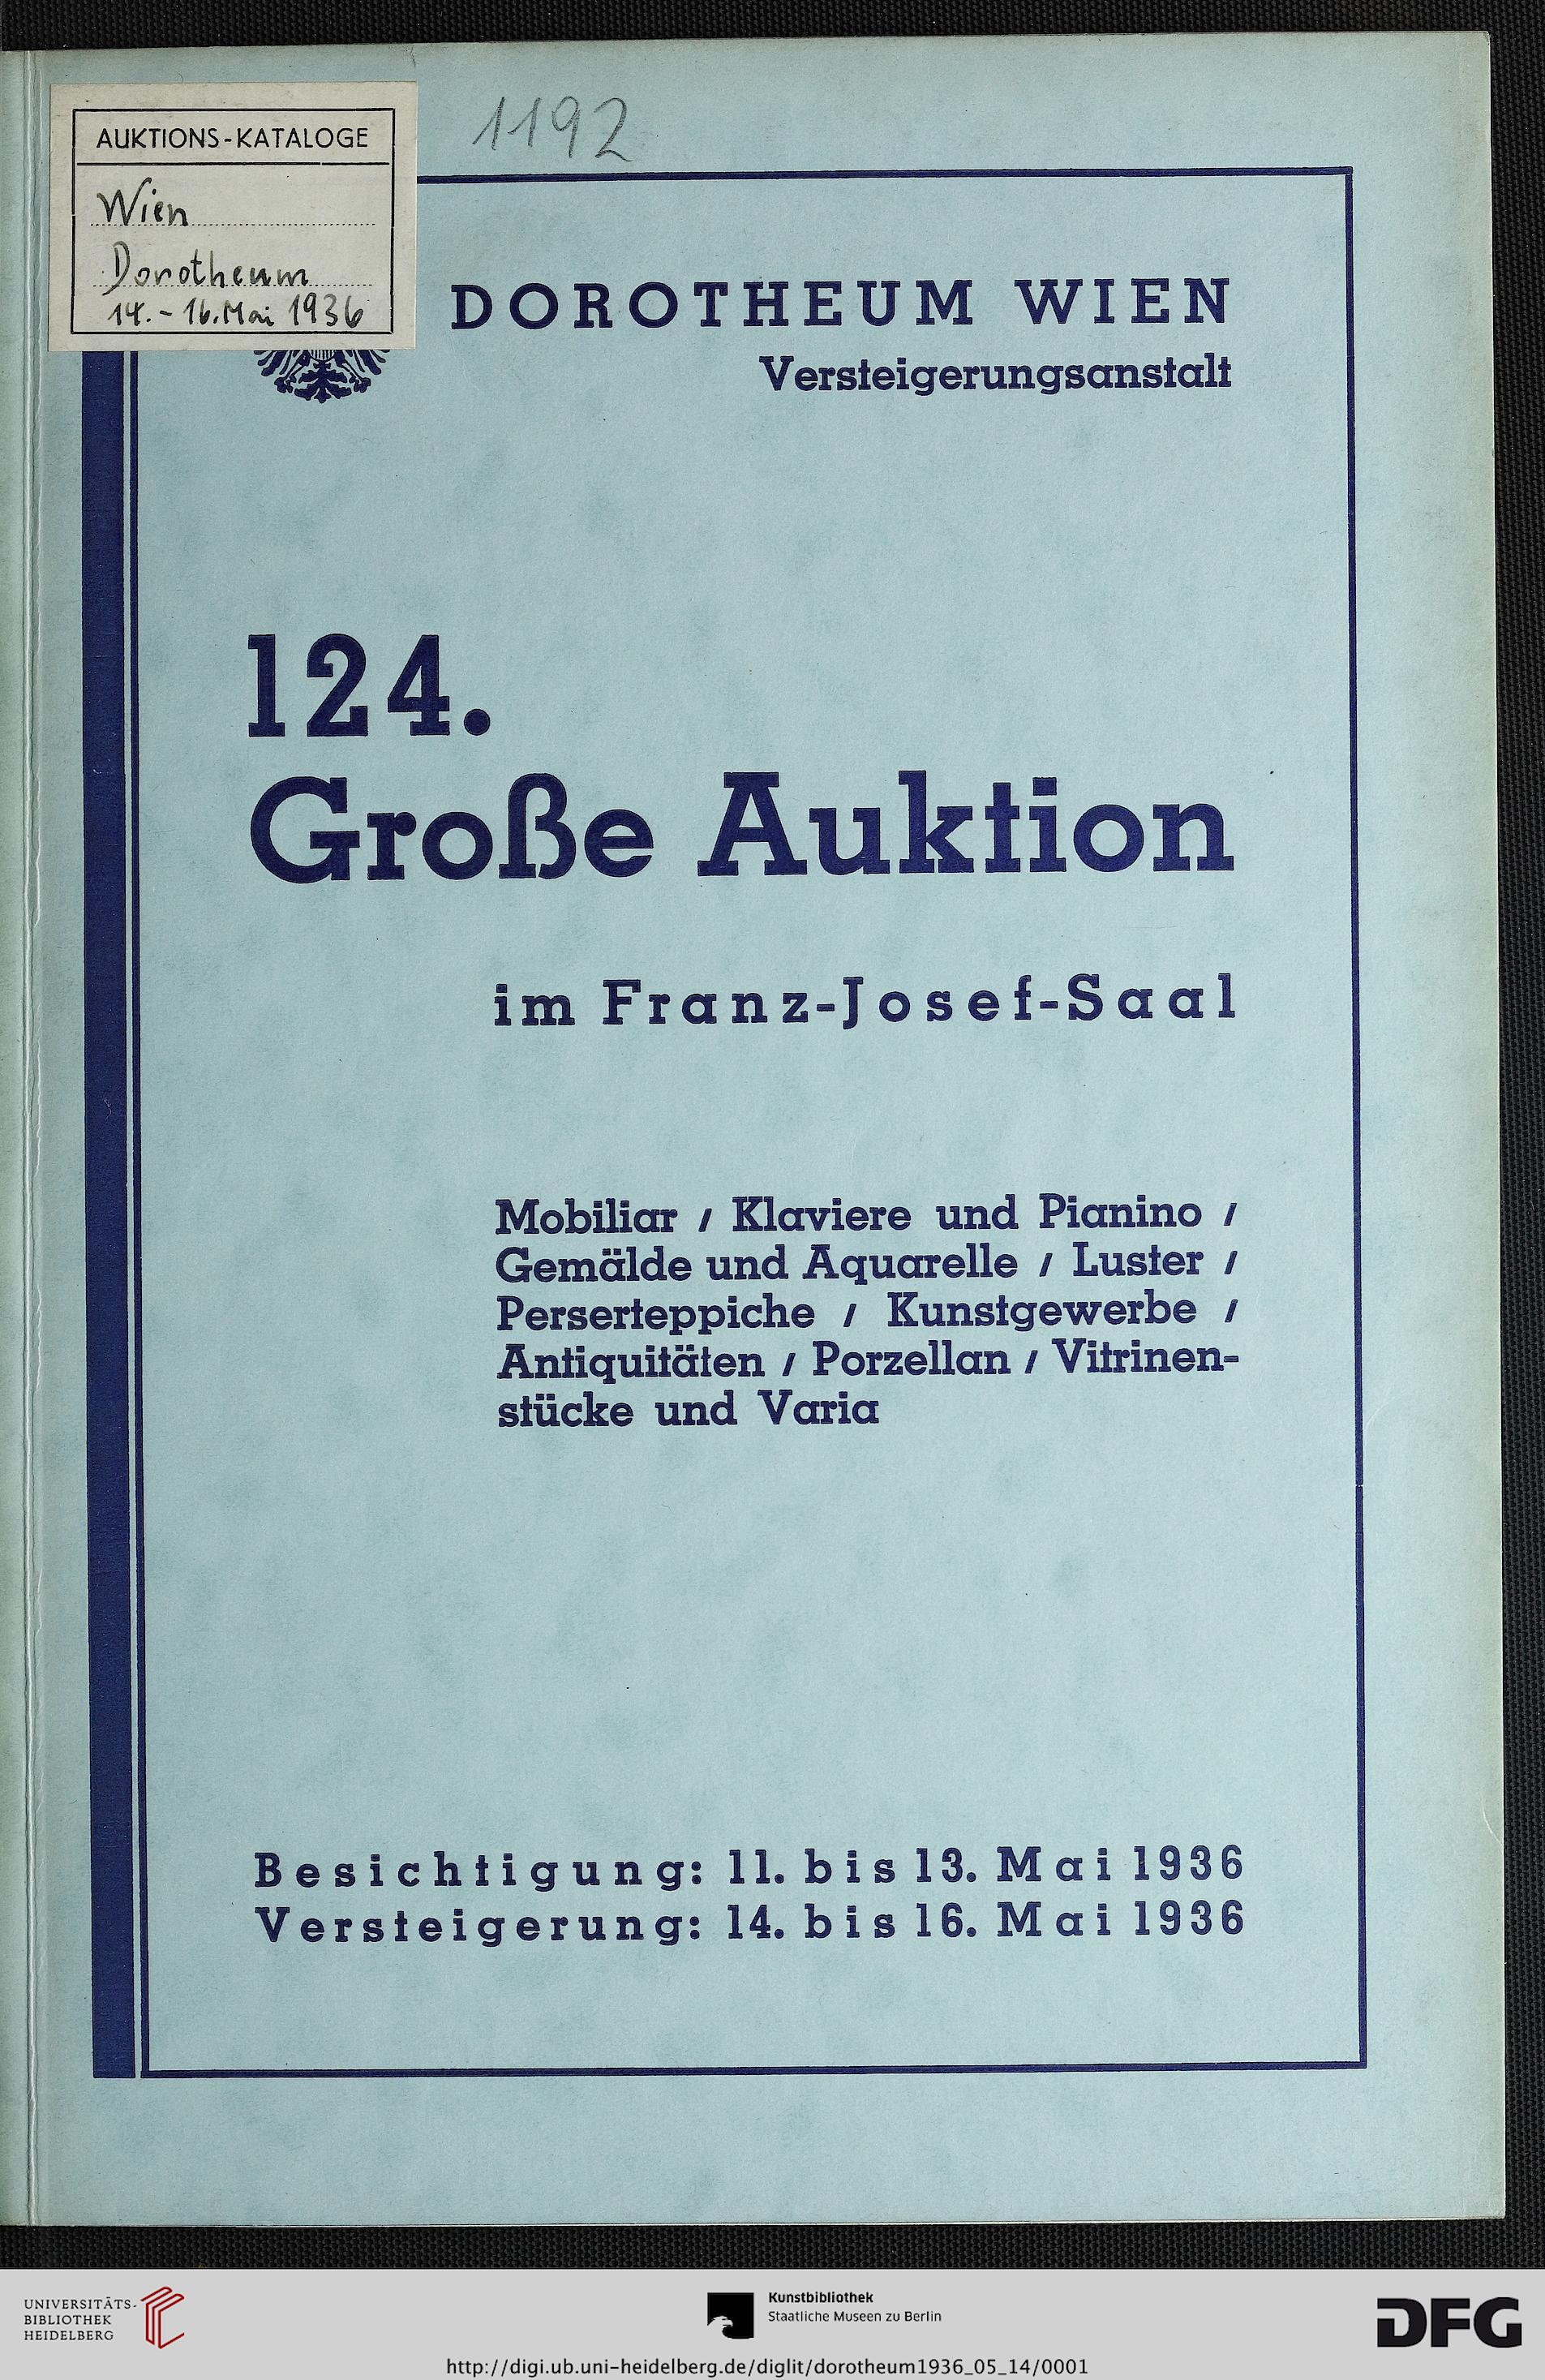 AUKTIONS-KATALOGE
Wien
Dorotheum
14.-16. Mai 1936
1192
DOROTHEUM WIEN
Versteigerungsanstalt
124.
Große Auktion
im Franz-Josef-Saal
Mobiliar / Klaviere und Pianino /
Gemälde und Aquarelle / Luster /
Perserteppiche / Kunstgewerbe /
Antiquitäten / Porzellan / Vitrinen-
stücke und Varia
Besichtigung: 11. bis 13. Mai 1936
Versteigerung: 14. bis 16. Mai 1936
UNIVERSITÄTS-
BIBLIOTHEK
HEIDELBERG
Kunstbibliothek
Staatliche Museen zu Berlin
DFG
http://digi.ub.uni-heidelberg.de/diglit/dorotheum1936_05_14/0001